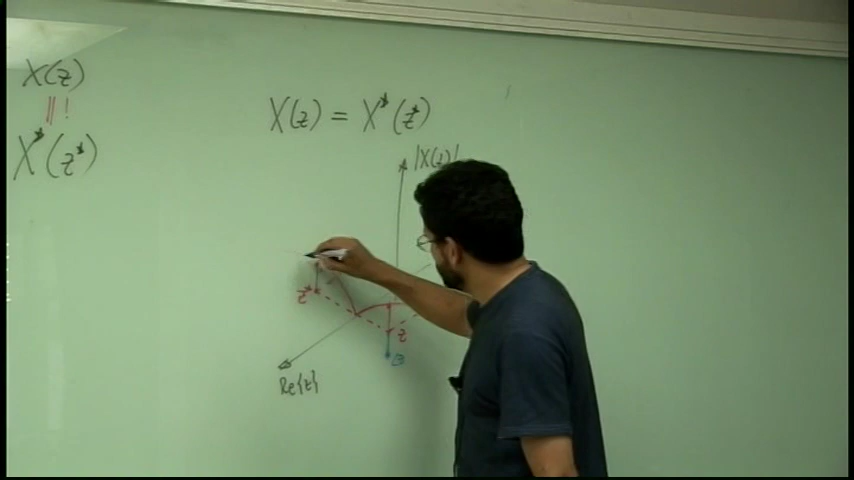 X(z)
|| !
X*(z*)
X(z) = X*(z*)
|X(z)|
z*
z
Re{z}